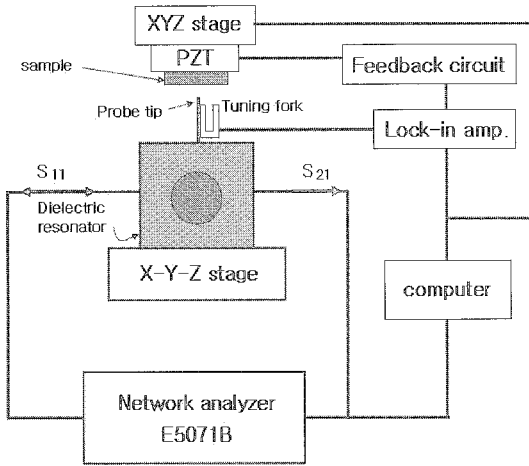 XYZ stage
PZT
sample
Feedback circuit
Probe tip
Tuning fork
Lock-in amp.
S11
S21
Dielectric
resonator
X-Y-Z stage
computer
Network analyzer
E5071B